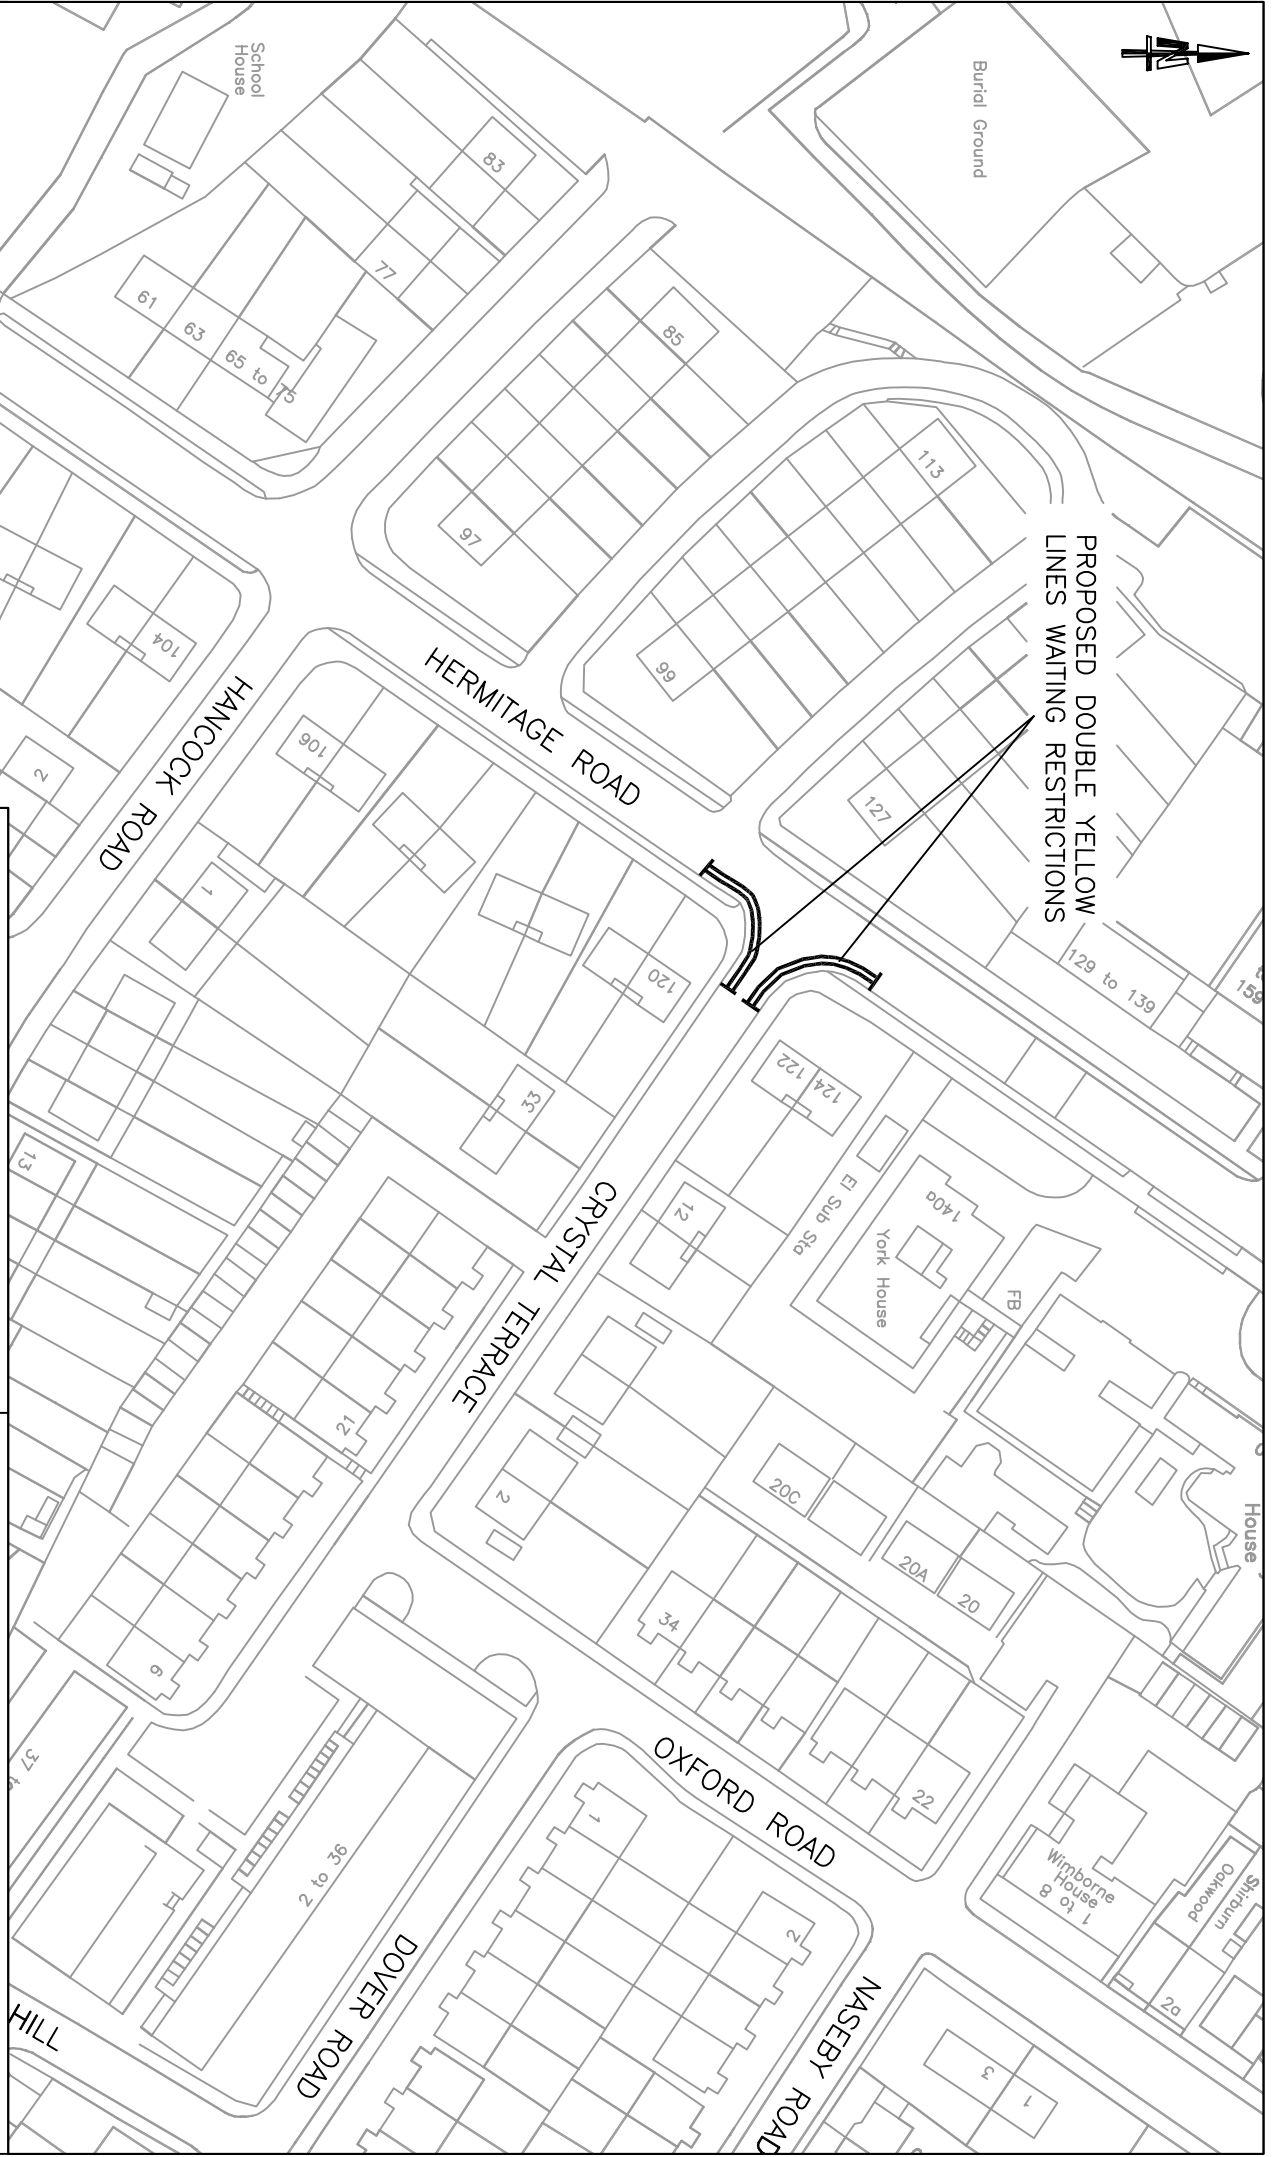 N
Burial Ground
School
House
83
77
61
63
65 to 75
85
97
113
99
127
PROPOSED DOUBLE YELLOW
LINES WAITING RESTRICTIONS
HERMITAGE ROAD
HANCOCK ROAD
104
2
106
1
120
33
13
129 to 139
159
122
124
El Sub Sta
12
140a
York House
FB
CRYSTAL TERRACE
21
2
20C
20A
20
House
34
22
OXFORD ROAD
Wimborne
House
1 to 8
Shirburn
Oakwood
2a
2 to 36
DOVER ROAD
1
2
NASEBY ROAD
3
1
HILL